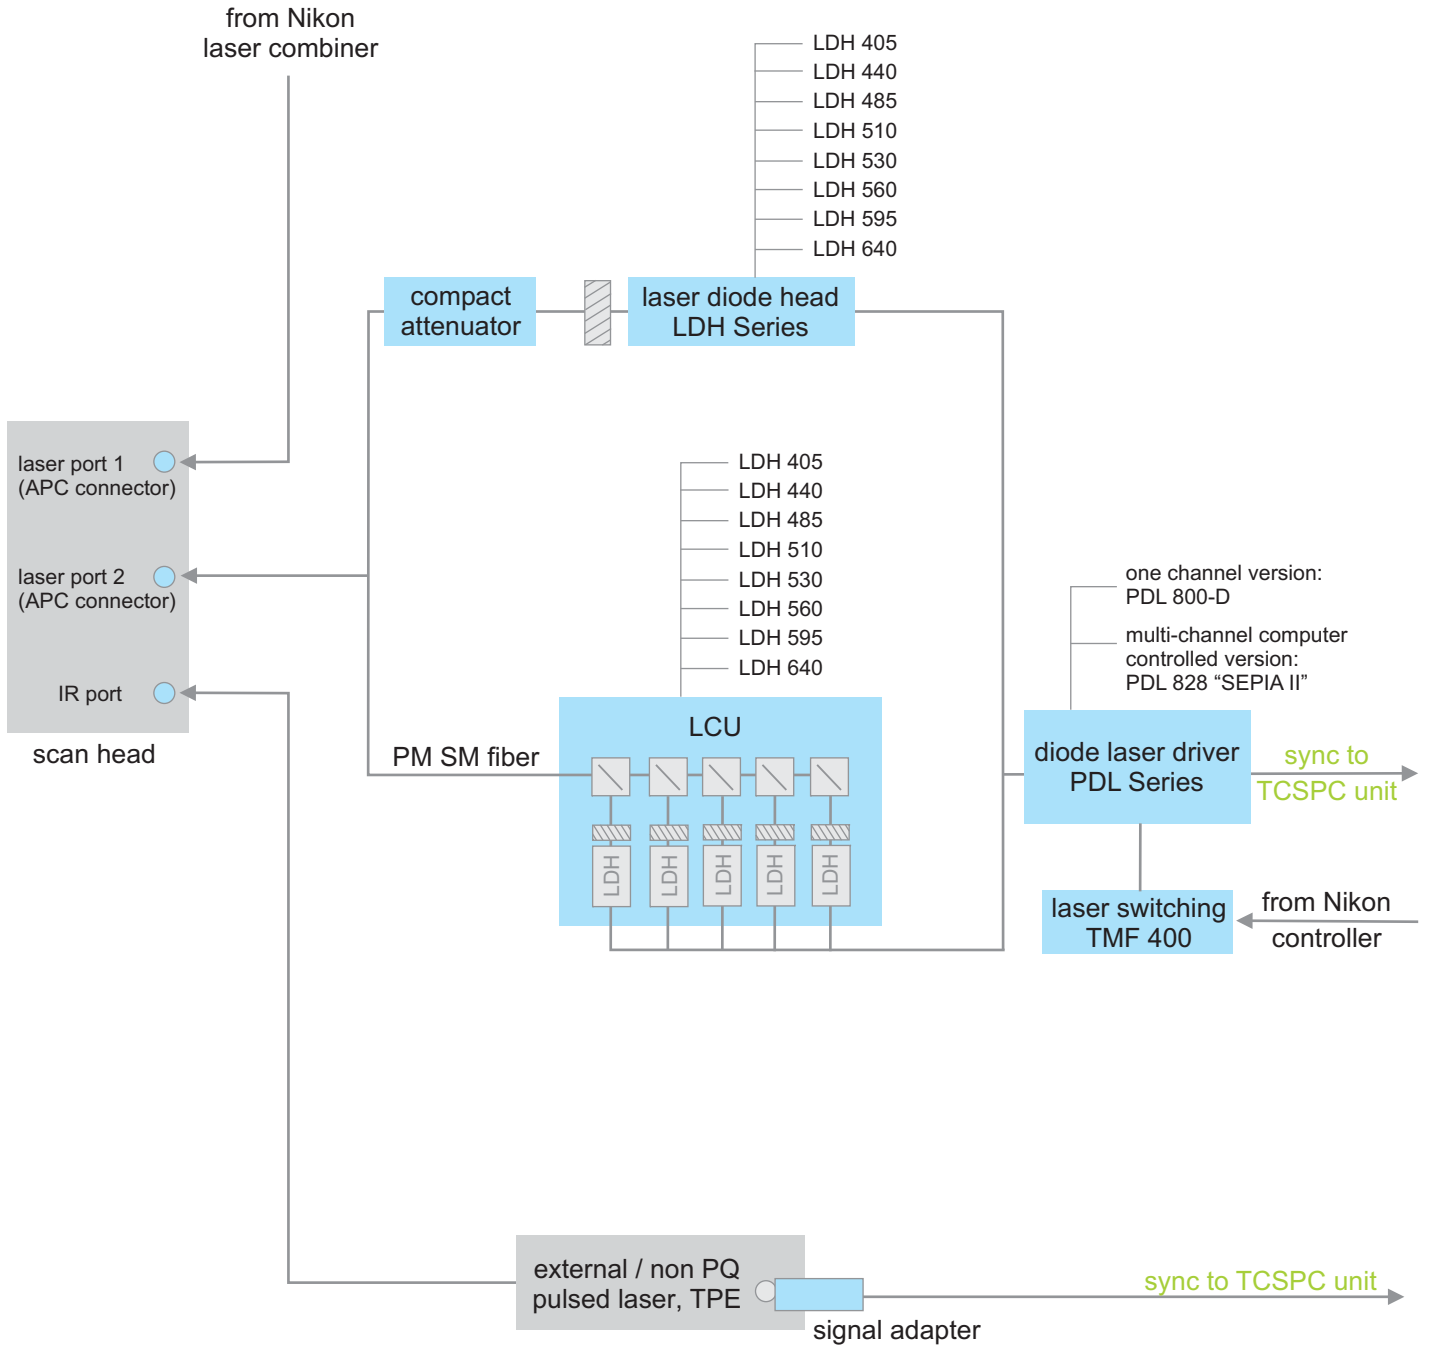 from Nikon
laser combiner
LDH 405
LDH 440
LDH 485
LDH 510
LDH 530
LDH 560
LDH 595
LDH 640
compact
attenuator
laser diode head
LDH Series
laser port 1
(APC connector)
laser port 2
(APC connector)
IR port
scan head
LDH 405
LDH 440
LDH 485
LDH 510
LDH 530
LDH 560
LDH 595
LDH 640
one channel version:
PDL 800-D
multi-channel computer
controlled version:
PDL 828 “SEPIA II”
PM SM fiber
LCU
LDH
LDH
LDH
LDH
LDH
diode laser driver
PDL Series
sync to
TCSPC unit
laser switching
TMF 400
from Nikon
controller
external / non PQ
pulsed laser, TPE
signal adapter
sync to TCSPC unit